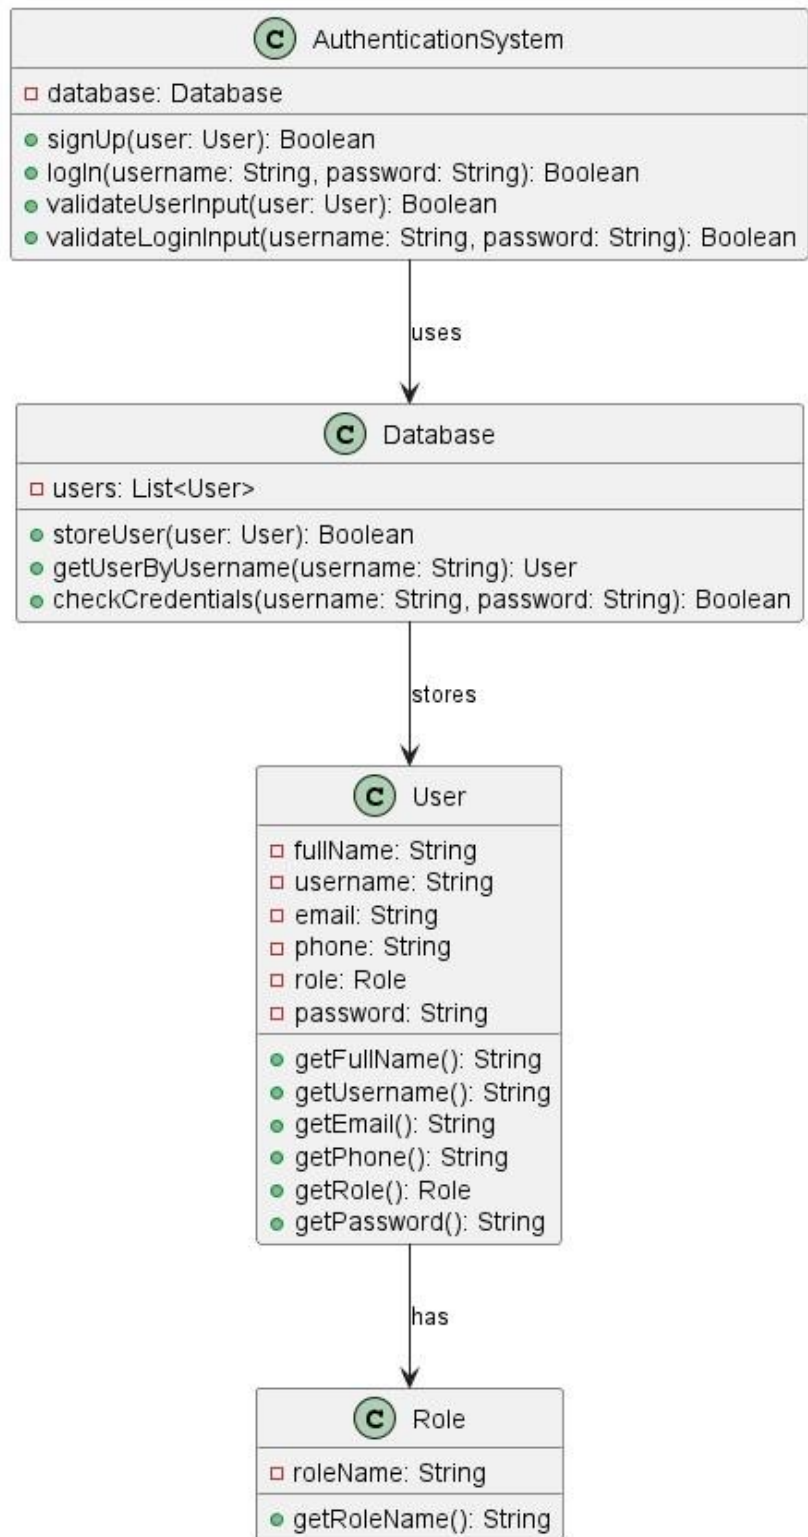 C AuthenticationSystem
database: Database
signUp(user: User): Boolean
logIn(username: String, password: String): Boolean
validateUserInput(user: User): Boolean
validateLoginInput(username: String, password: String): Boolean
uses
C Database
users: List<User>
storeUser(user: User): Boolean
getUserByUsername(username: String): User
checkCredentials(username: String, password: String): Boolean
stores
C User
fullName: String
username: String
email: String
phone: String
role: Role
password: String
getFullName(): String
getUsername(): String
getEmail(): String
getPhone(): String
getRole(): Role
getPassword(): String
has
C Role
roleName: String
getRoleName(): String